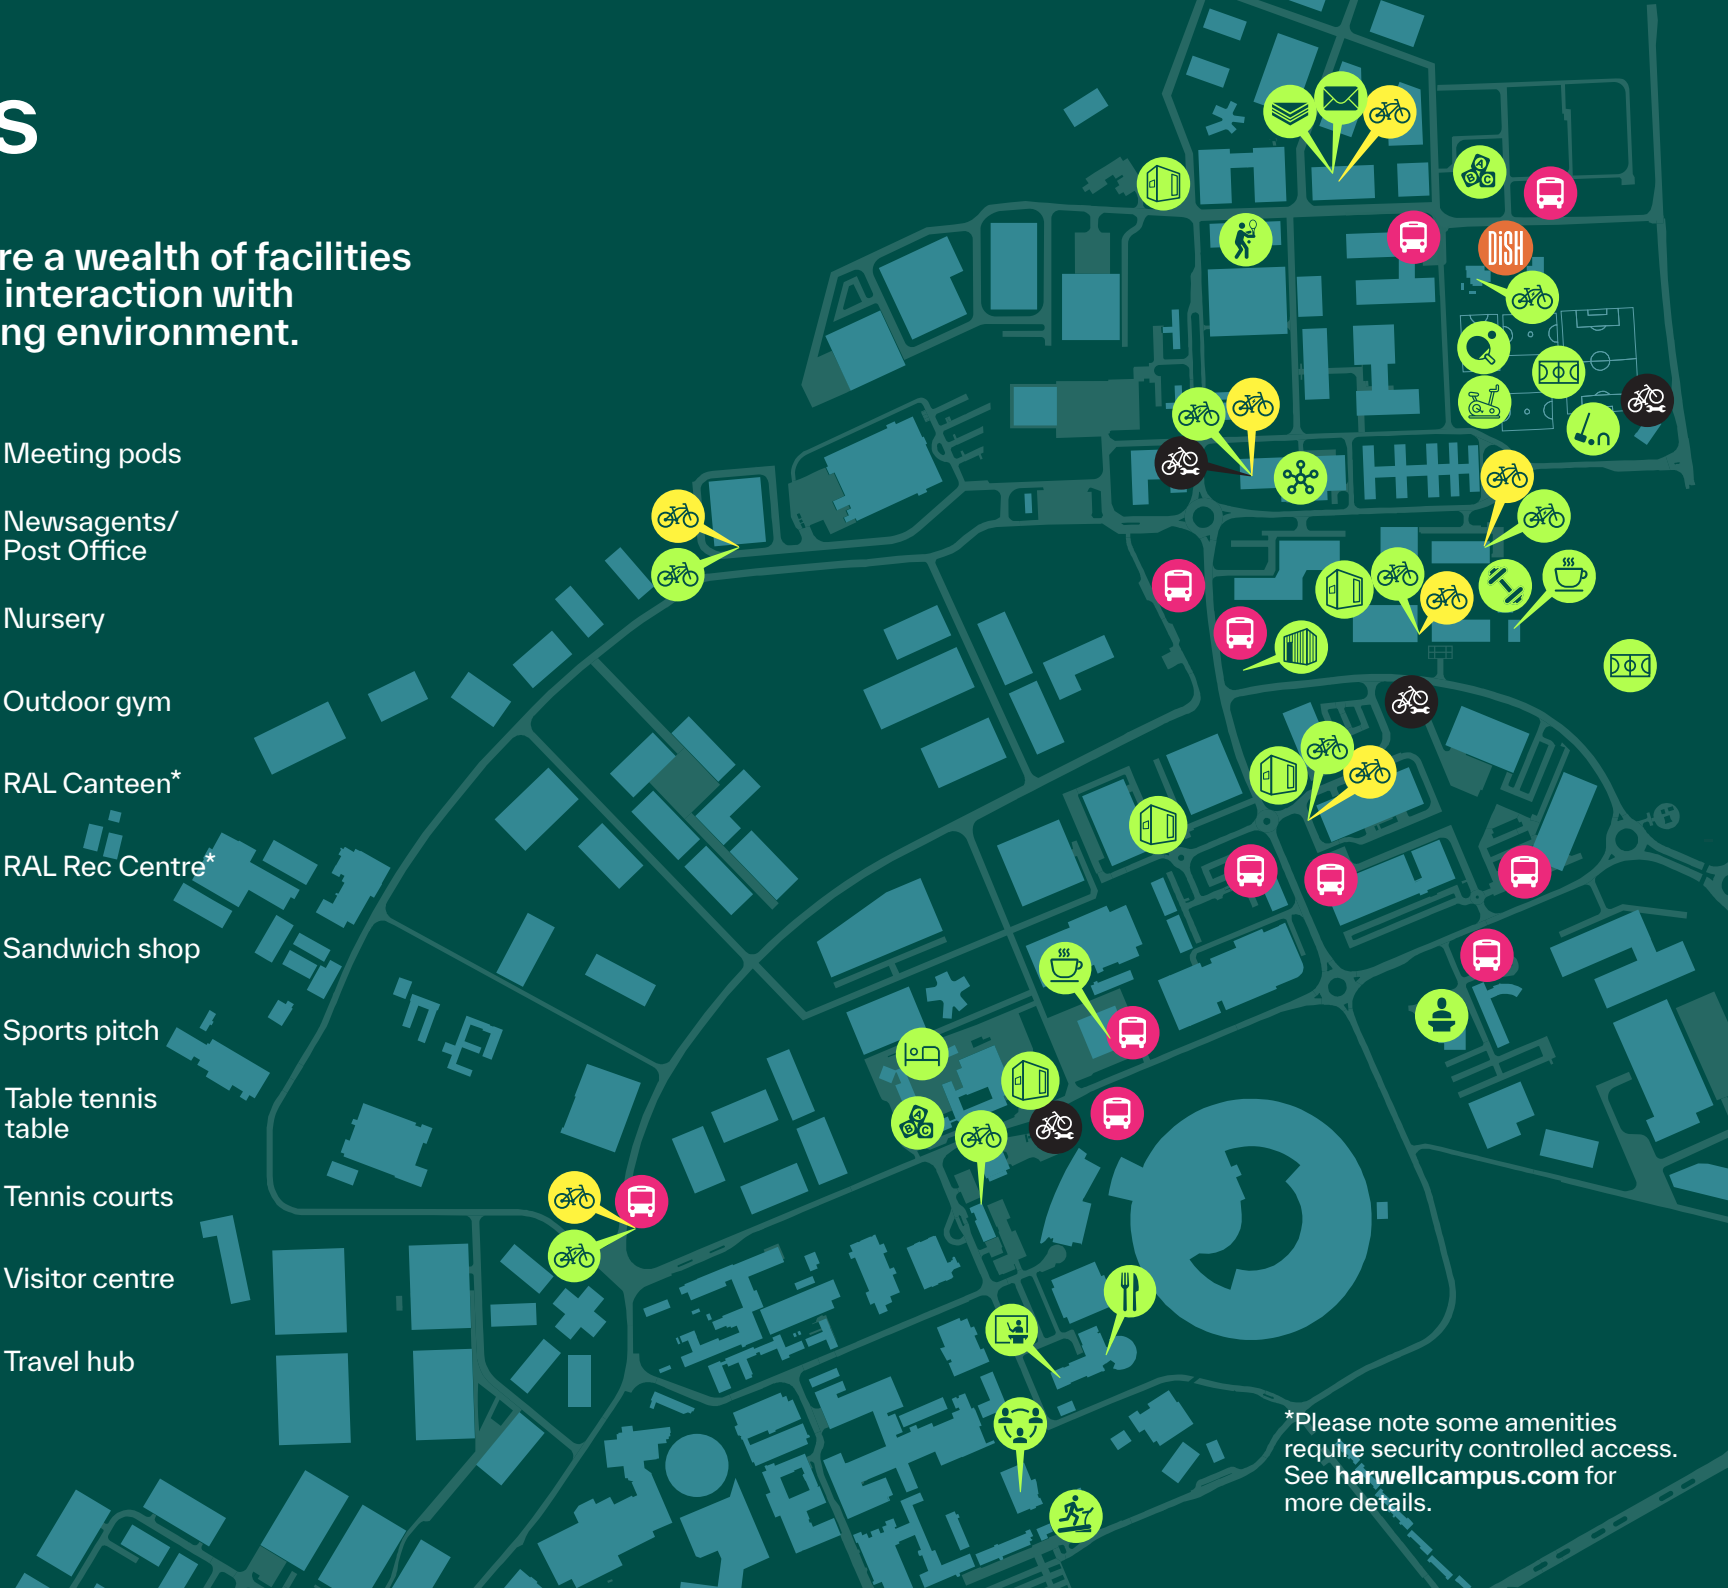 s
re a wealth of facilities
interaction with
ng environment.
Meeting pods
Newsagents/
Post Office
Nursery
Outdoor gym
RAL Canteen*
RAL Rec Centre*
Sandwich shop
Sports pitch
Table tennis
table
Tennis courts
Visitor centre
Travel hub
DiSH
A
B C
A
B C
*Please note some amenities
require security controlled access.
See harwellcampus.com for
more details.